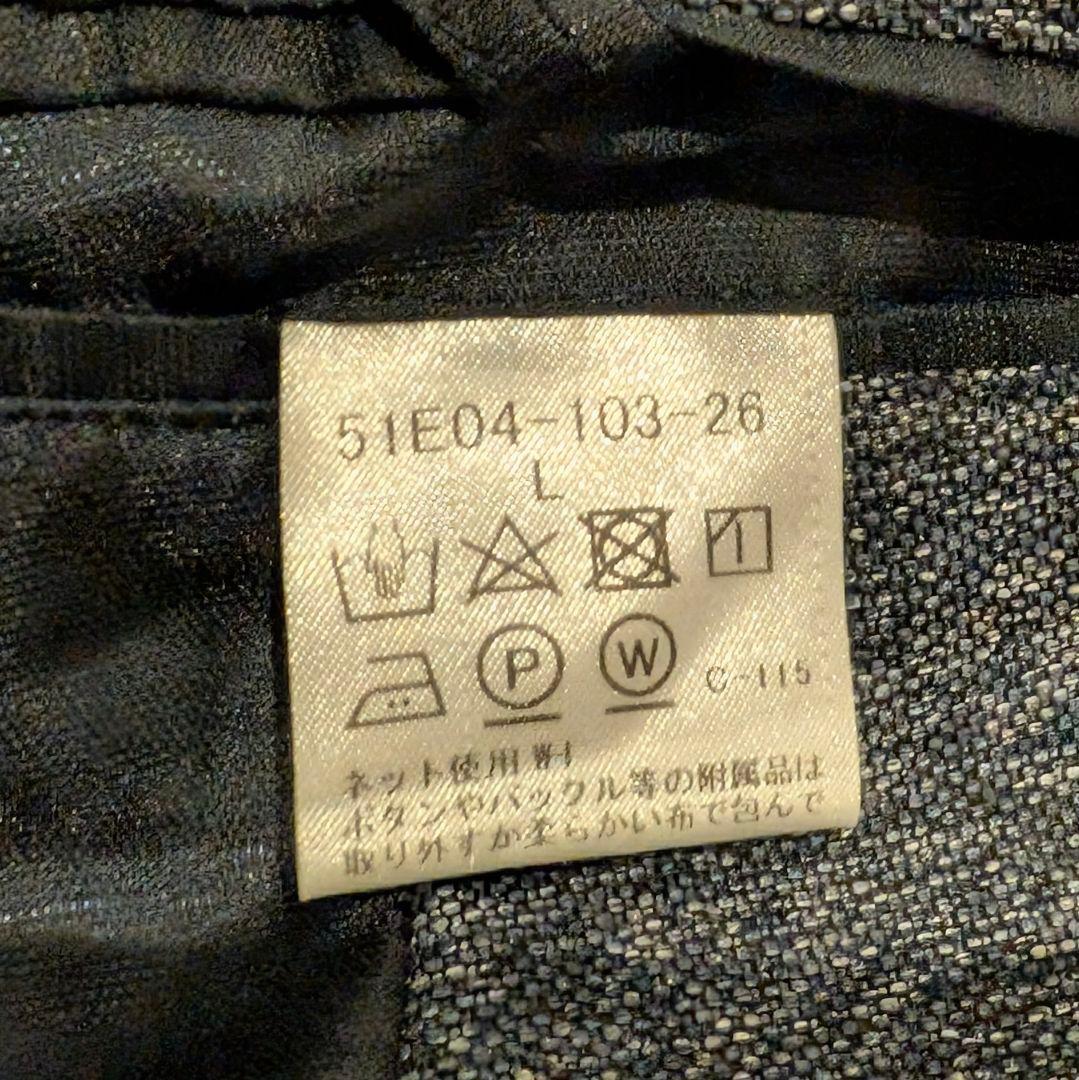 51E04-103-26
L
P W C-115
ネット使用
ボタンやバックル等の附属品は
取り外すか柔らかい布で包んで